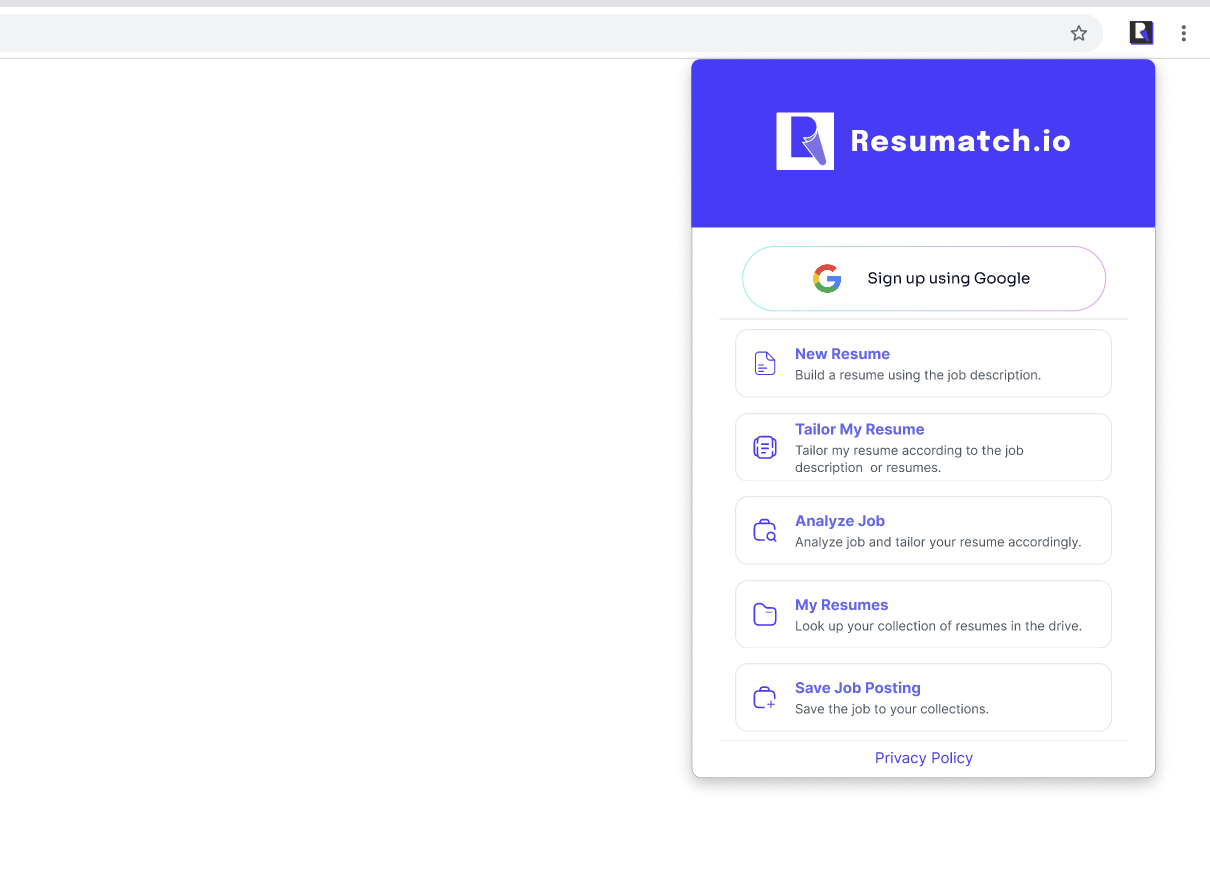 Resumatch.io
Sign up using Google
New Resume
Build a resume using the job description.
Tailor My Resume
Tailor my resume according to the job
description  or resumes.
Analyze Job
Analyze job and tailor your resume accordingly.
My Resumes
Look up your collection of resumes in the drive.
Save Job Posting
Save the job to your collections.
Privacy Policy